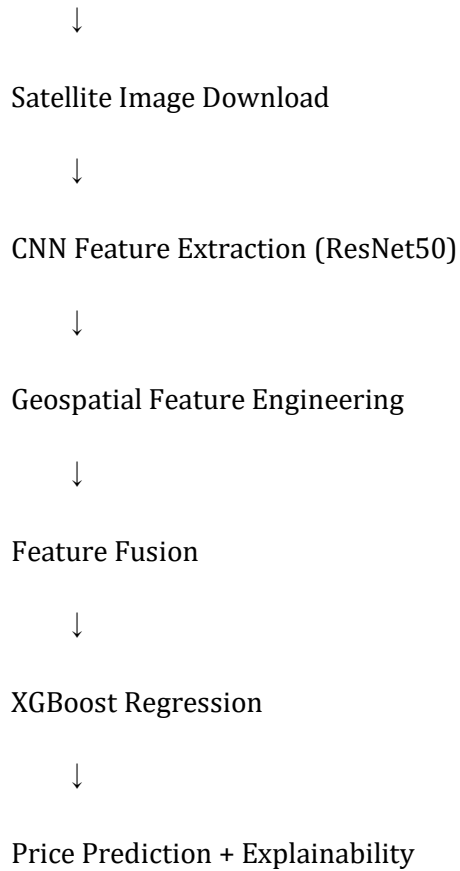 ↓
Satellite Image Download
↓
CNN Feature Extraction (ResNet50)
↓
Geospatial Feature Engineering
↓
Feature Fusion
↓
XGBoost Regression
↓
Price Prediction + Explainability